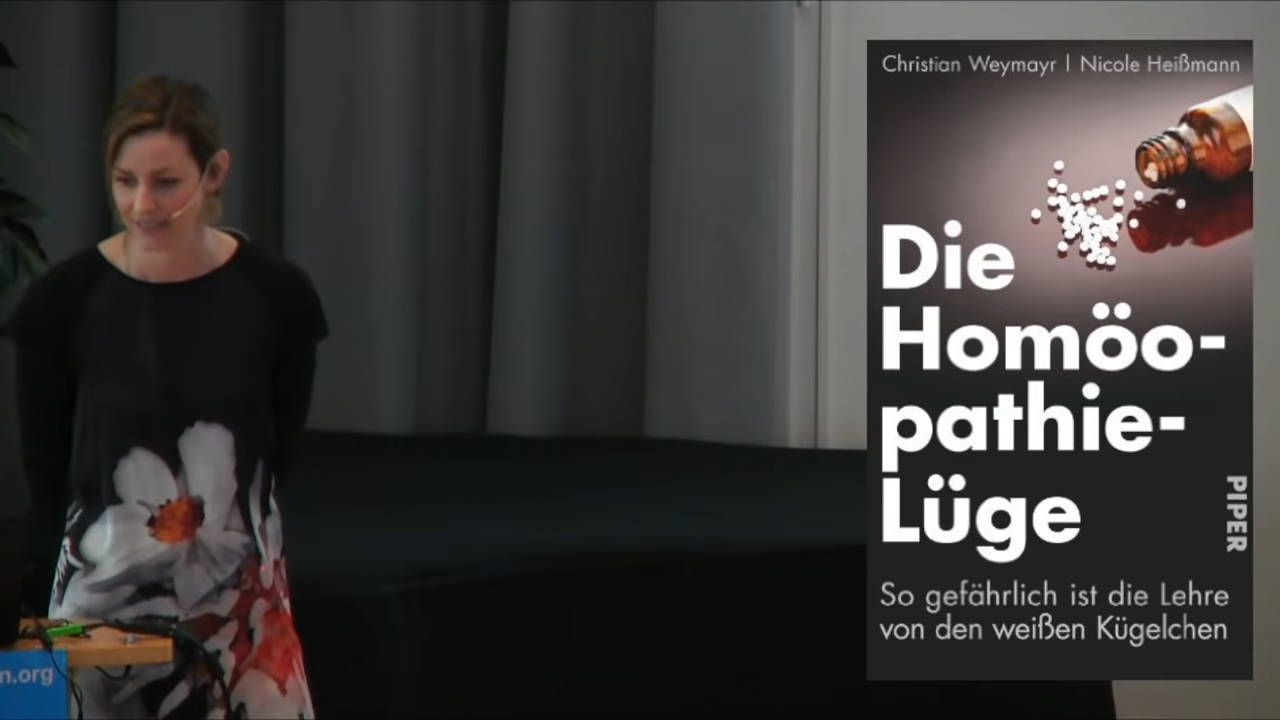 Christian Weymayr | Nicole Heißmann
Die
Homöo-
pathie-
Lüge
PIPER
So gefährlich ist die Lehre
von den weißen Kügelchen
n.org